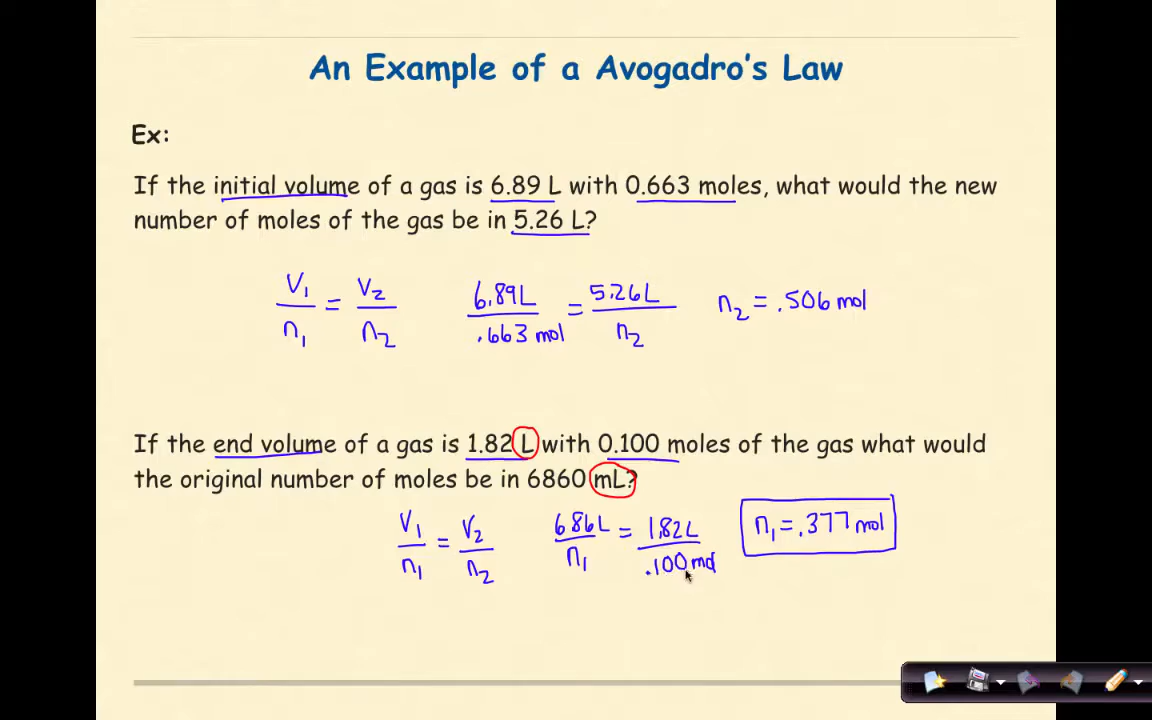 An Example of a Avogadro's Law
Ex:
If the initial volume of a gas is 6.89 L with 0.663 moles, what would the new
number of moles of the gas be in 5.26 L?
V1/n1 = V2/n2 6.89L/.663 mol = 5.26L/n2 n2 = .506 mol
If the end volume of a gas is 1.82 L with 0.100 moles of the gas what would
the original number of moles be in 6860 mL?
V1/n1 = V2/n2 6.86L/n1 = 1.82L/.100 mol n1 = .377 mol